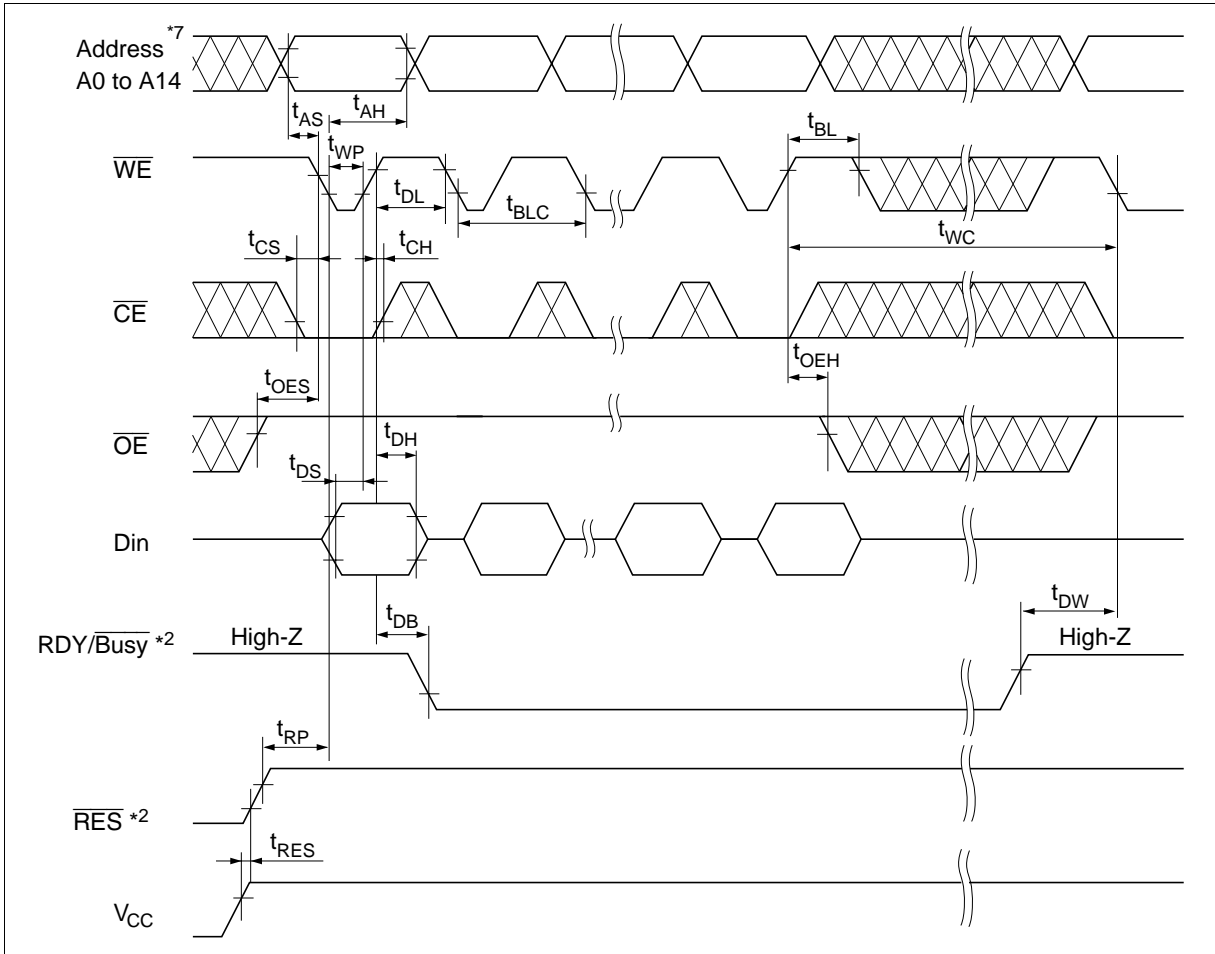 Address *7
A0 to A14
tAS
tAH
tWP
tBL
WE
tDL
tBLC
tWC
tCS
tCH
CE
tOES
tOEH
OE
tDH
tDS
Din
tDB
tDW
RDY/Busy *2
High-Z
High-Z
tRP
RES *2
tRES
VCC